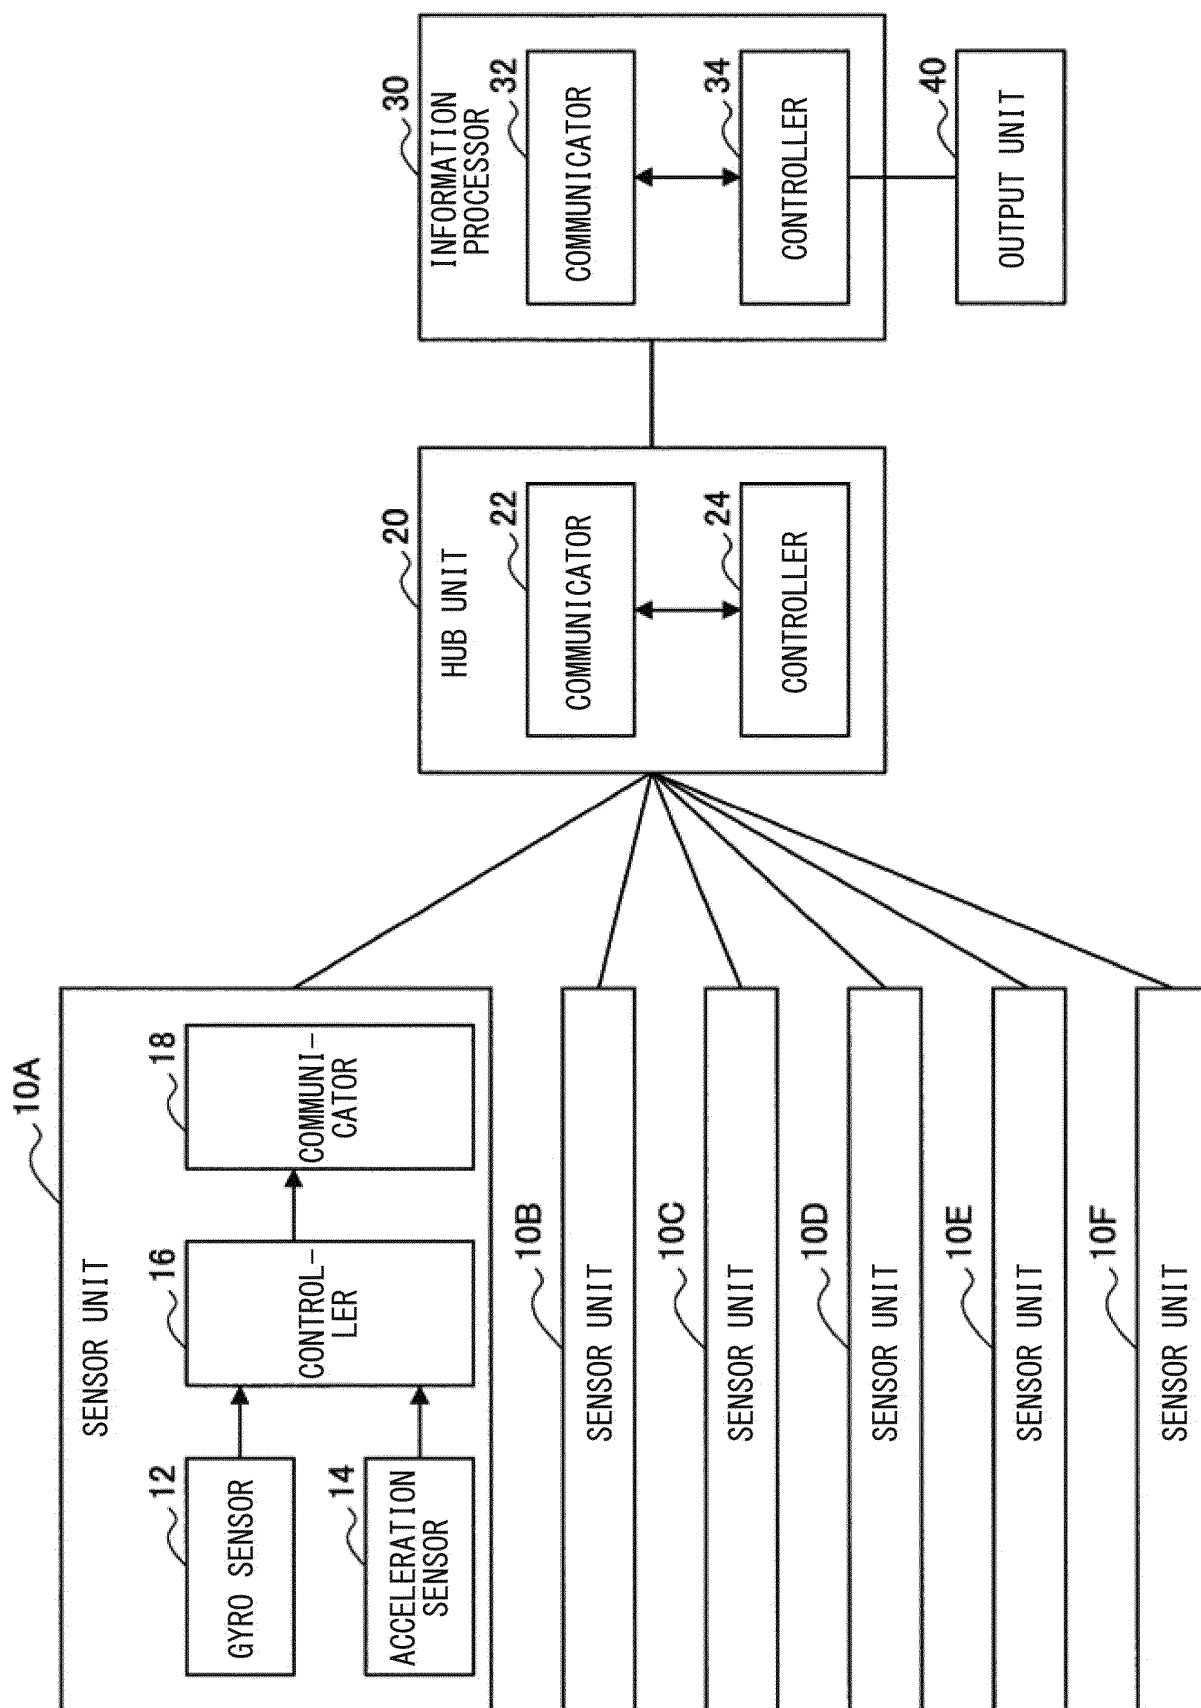 10A
SENSOR UNIT
12
GYRO SENSOR
14
ACCELERATION
SENSOR
16
CONTROL-
LER
18
COMMUNI-
CATOR
10B
SENSOR UNIT
10C
SENSOR UNIT
10D
SENSOR UNIT
10E
SENSOR UNIT
10F
SENSOR UNIT
20
HUB UNIT
22
COMMUNICATOR
24
CONTROLLER
30
INFORMATION
PROCESSOR
32
COMMUNICATOR
34
CONTROLLER
40
OUTPUT UNIT